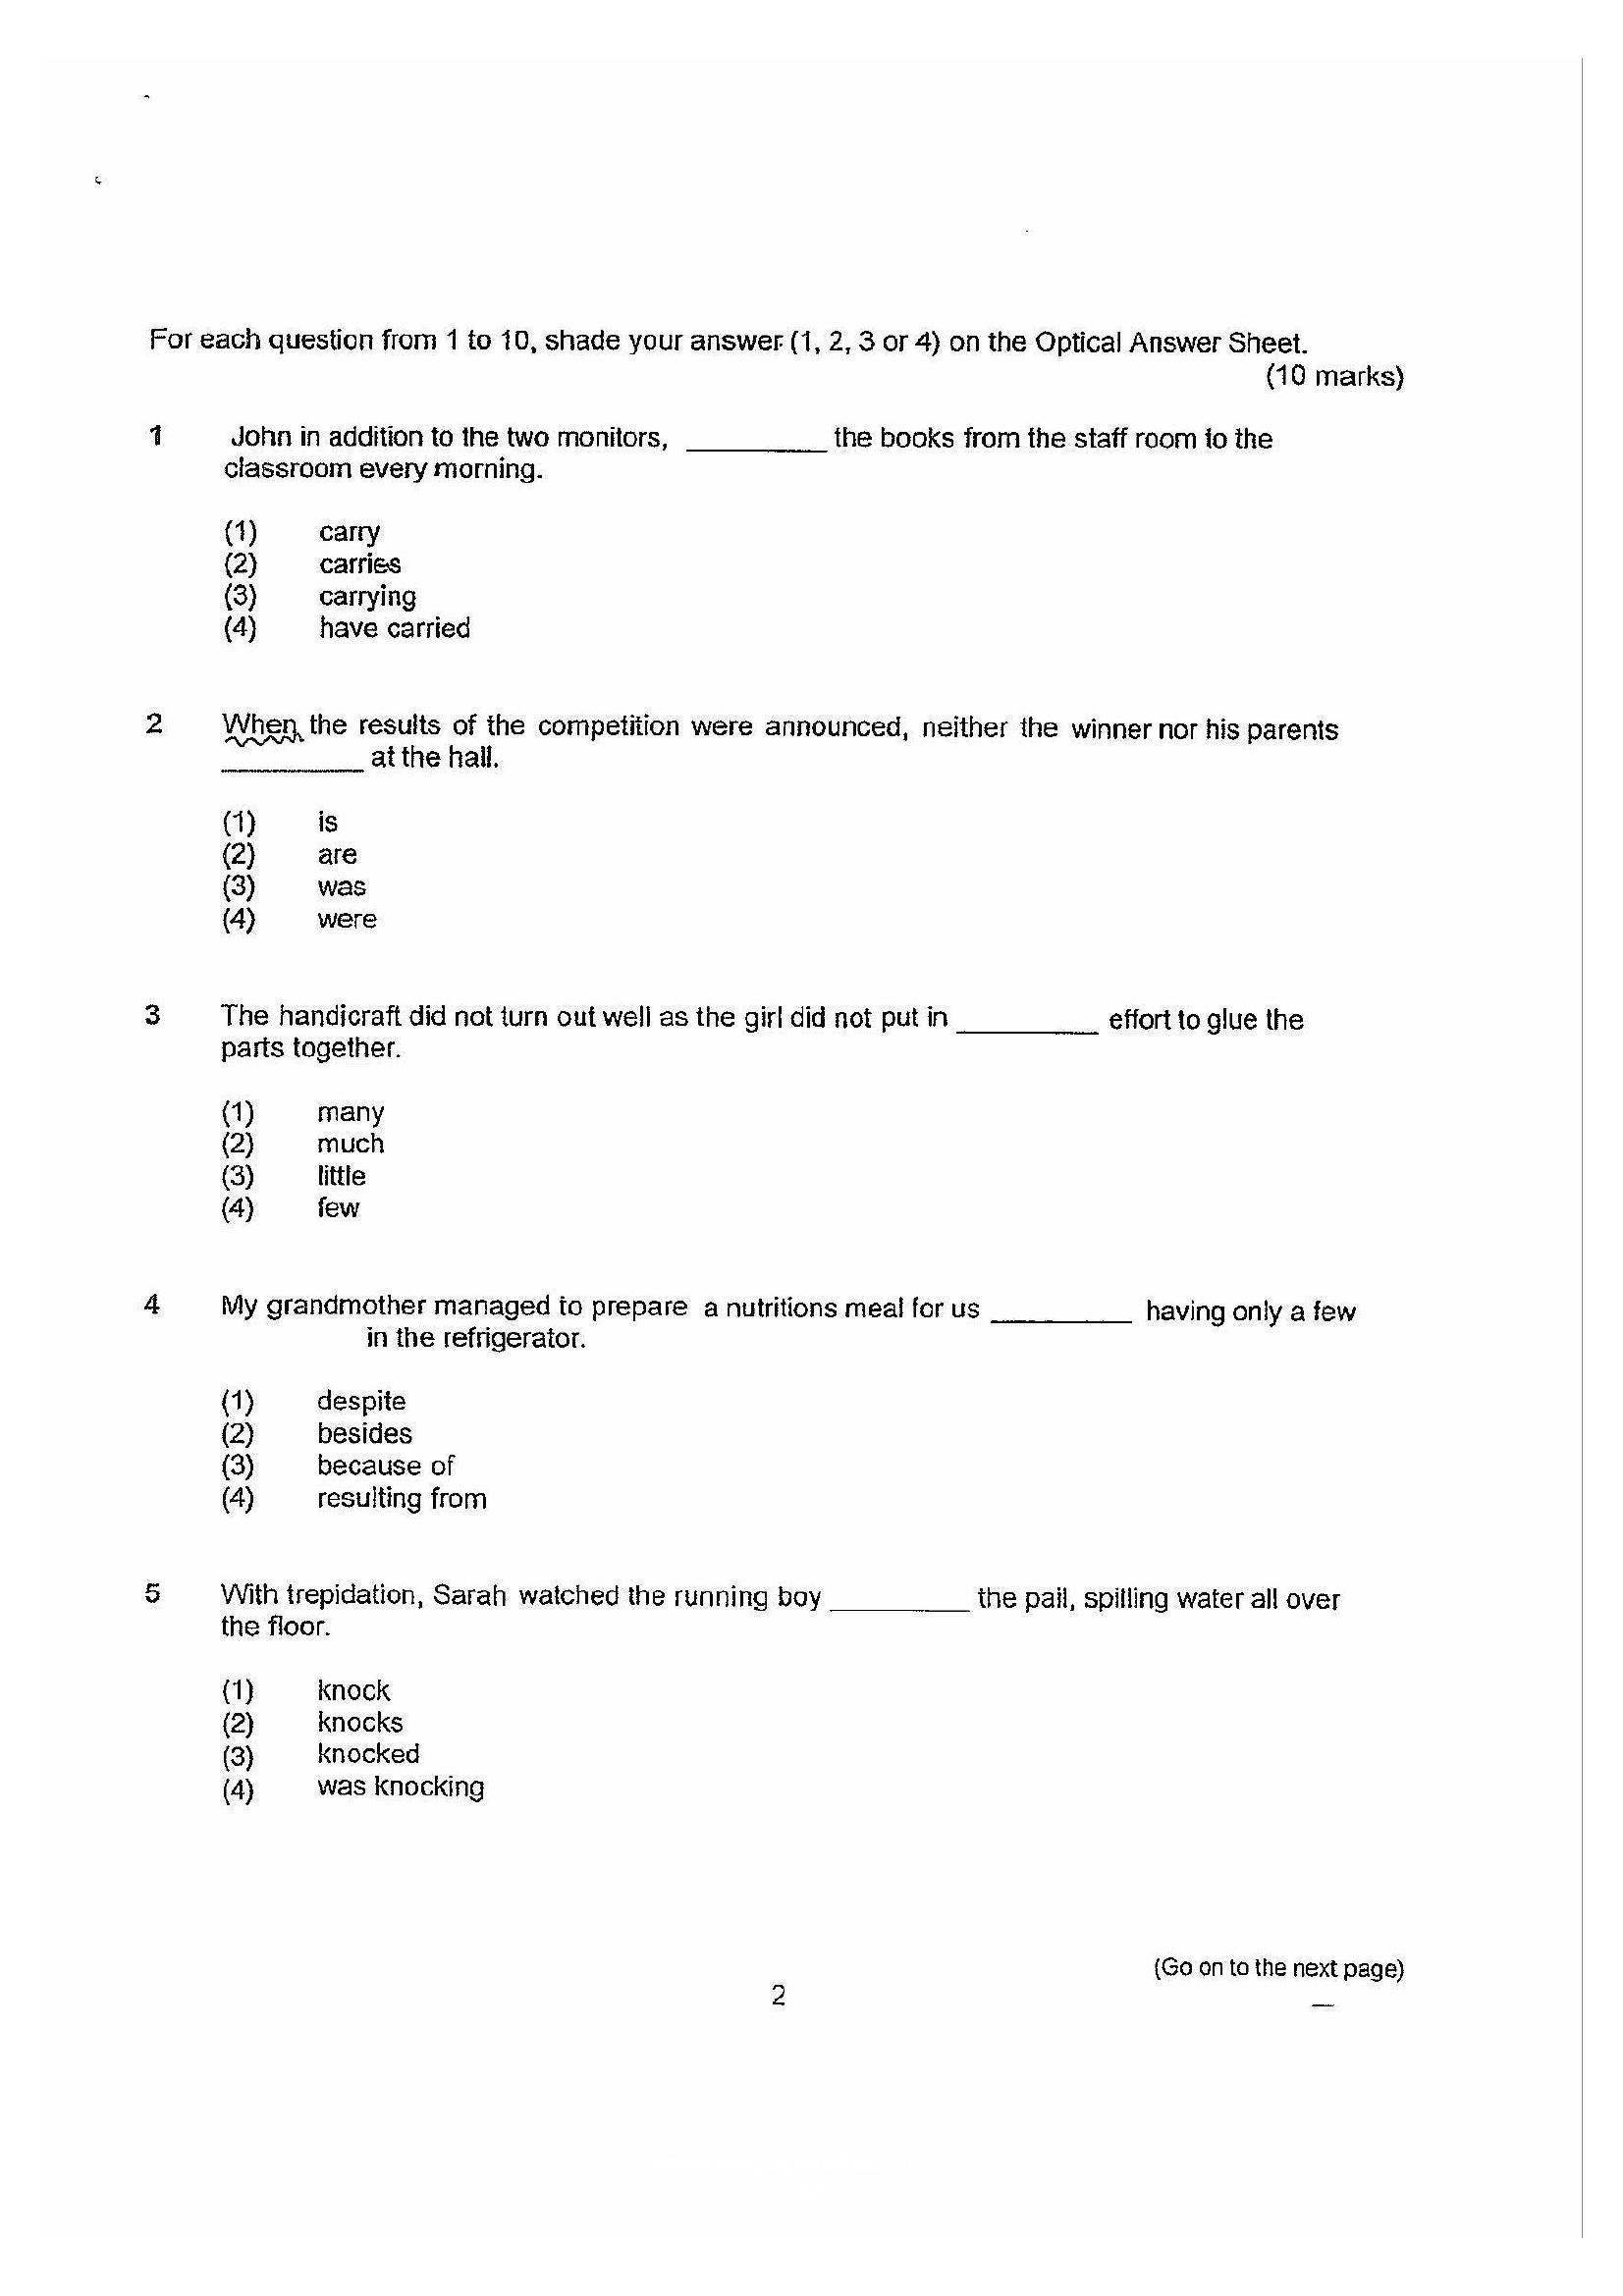 For each question from 1 to 10, shade your answer (1, 2, 3 or 4) on the Optical Answer Sheet.
(10 marks)
1 John in addition to the two monitors, __________ the books from the staff room to the
classroom every morning.
(1) carry
(2) carries
(3) carrying
(4) have carried
2 When the results of the competition were announced, neither the winner nor his parents
__________ at the hall.
(1) is
(2) are
(3) was
(4) were
3 The handicraft did not turn out well as the girl did not put in __________ effort to glue the
parts together.
(1) many
(2) much
(3) little
(4) few
4 My grandmother managed to prepare a nutritions meal for us __________ having only a few
in the refrigerator.
(1) despite
(2) besides
(3) because of
(4) resulting from
5 With trepidation, Sarah watched the running boy __________ the pail, spilling water all over
the floor.
(1) knock
(2) knocks
(3) knocked
(4) was knocking
(Go on to the next page)
2